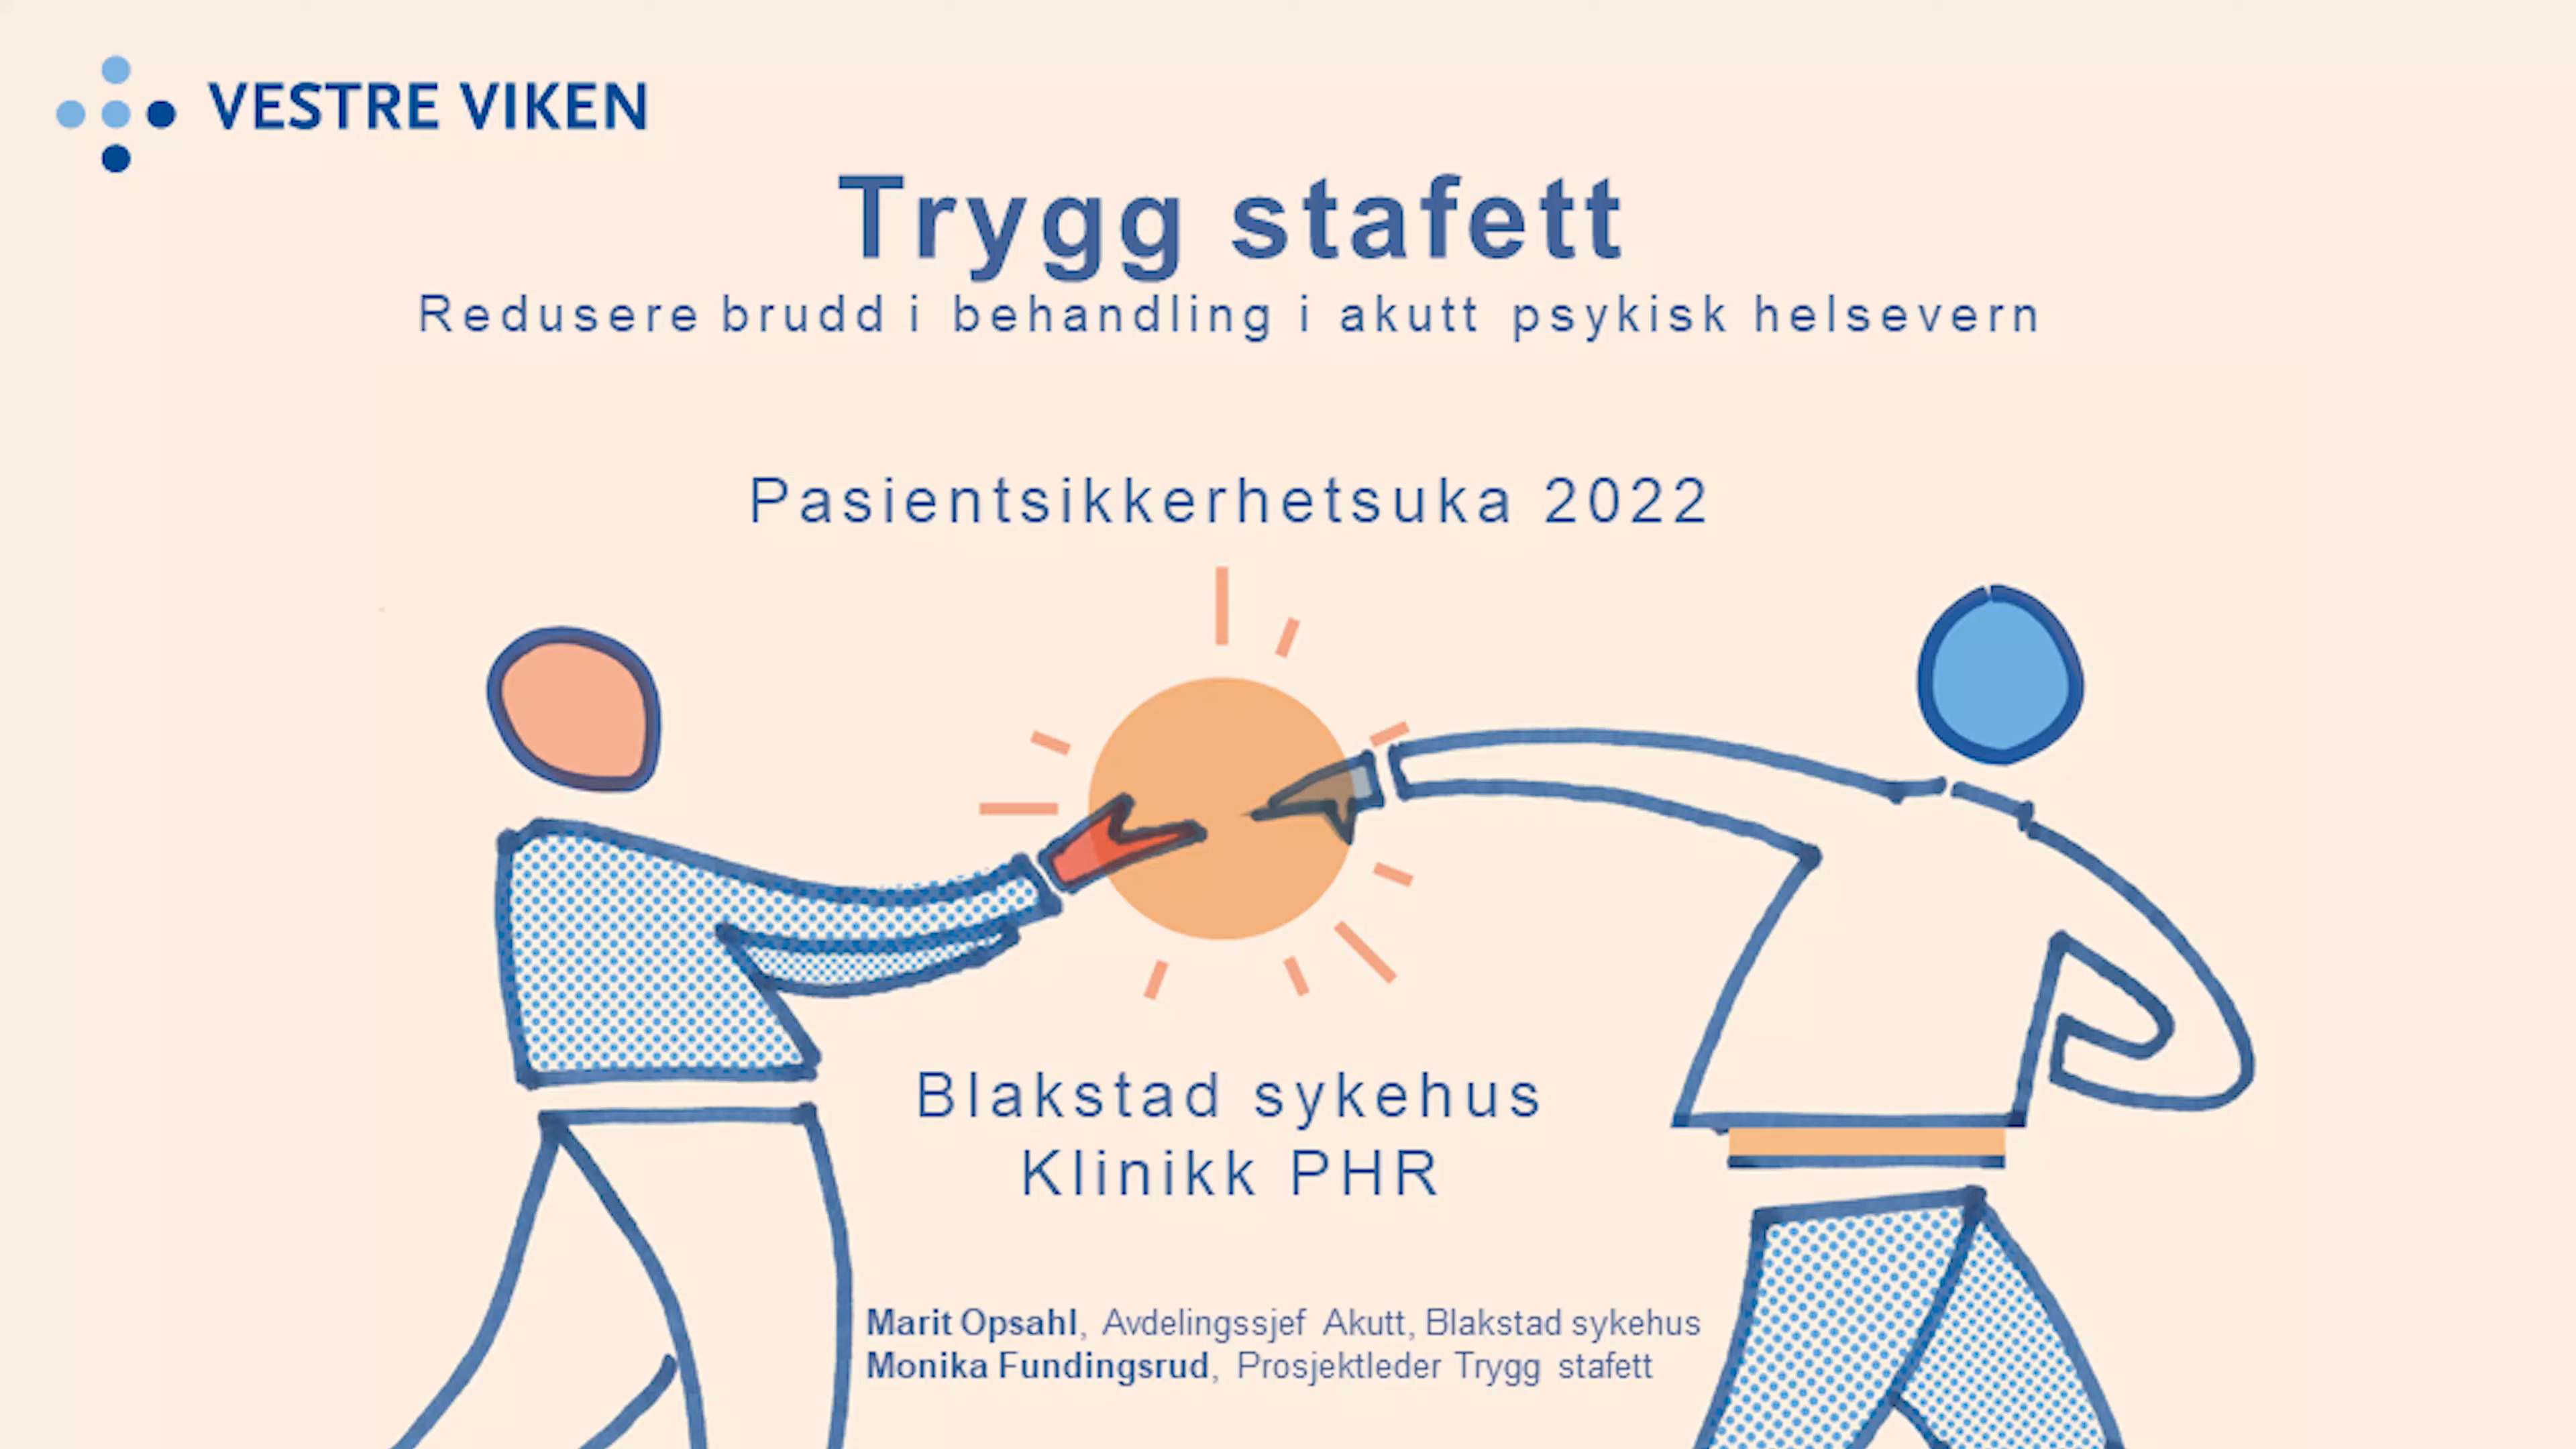 VESTRE VIKEN
Trygg stafett
Redusere brudd i behandling i akutt psykisk helsevern
Pasientsikkerhetsuka 2022
Blakstad sykehus
Klinikk PHR
Marit Opsahl, Avdelingssjef Akutt, Blakstad sykehus
Monika Fundingsrud, Prosjektleder Trygg stafett